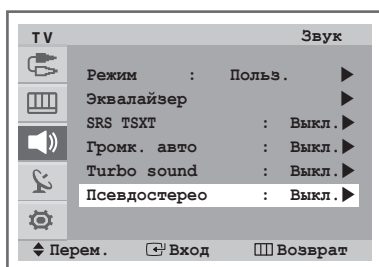 TV Звук
Режим : Польз.
Эквалайзер
SRS TSXT : Выкл.
Громк. авто : Выкл.
Turbo sound : Выкл.
Псевдостерео : Выкл.
Перем. Вход Возврат